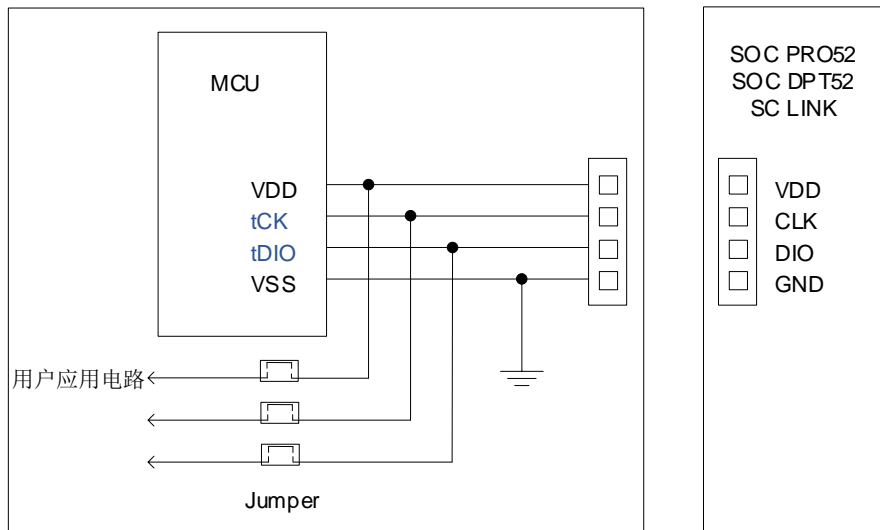 MCU
VDD
tCK
tDIO
VSS
用户应用电路
Jumper
SOC PRO52
SOC DPT52
SC LINK
VDD
CLK
DIO
GND